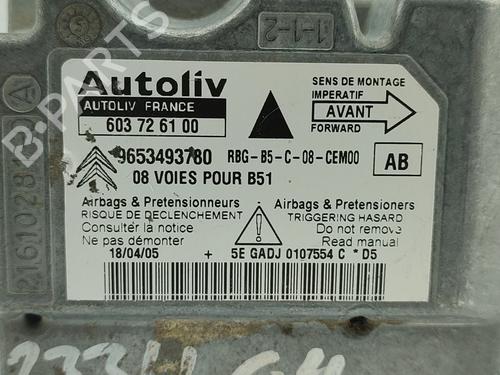 1-1-2
Autoliv
AUTOLIV FRANCE
603 72 61 00
SENS DE MONTAGE
IMPERATIF
AVANT
FORWARD
9653493780 RBG-B5-C-08-CEM00
AB
08 VOIES POUR B51
Airbags & Pretensionneurs
RISQUE DE DECLENCHEMENT
Consulter la notice
Ne pas démonter
Airbags & Pretensioners
TRIGGERING HASARD
Do not remove
Read manual
18/04/05 + 5E GADJ 0107554 C * D5
B-PARTS